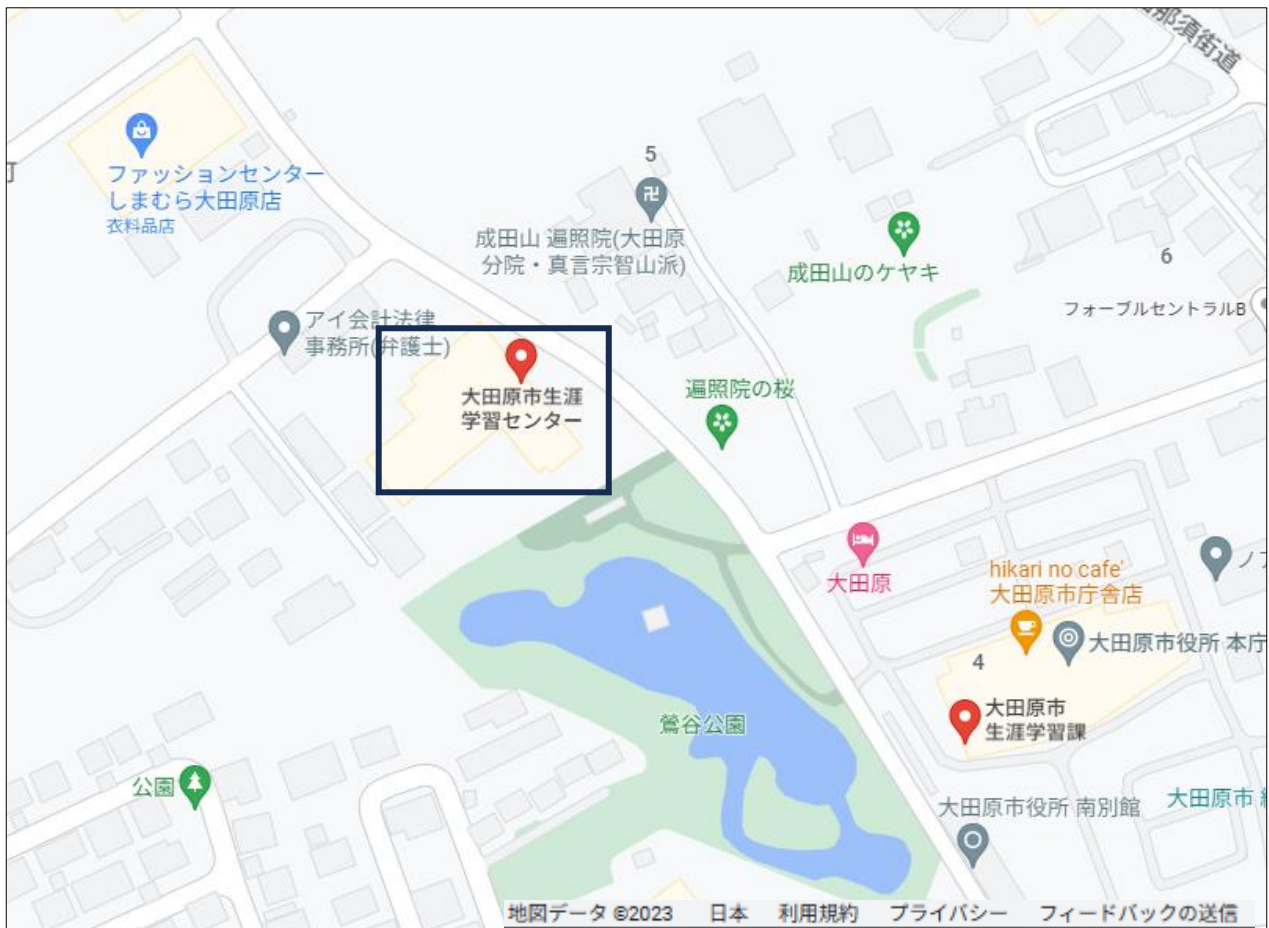 那須街道
ファッションセンター
しまむら大田原店
衣料品店
5
卍
成田山 遍照院(大田原
分院・真言宗智山派)
成田山のケヤキ
6
フォーブルセントラルB
アイ会計法律
事務所(弁護士)
大田原市生涯
学習センター
遍照院の桜
大田原
hikari no cafe'
大田原市庁舎店
大田原市役所 本庁
4
大田原市
生涯学習課
鶯谷公園
公園
大田原市役所 南別館
大田原市
地図データ ©2023 日本 利用規約 プライバシー フィードバックの送信